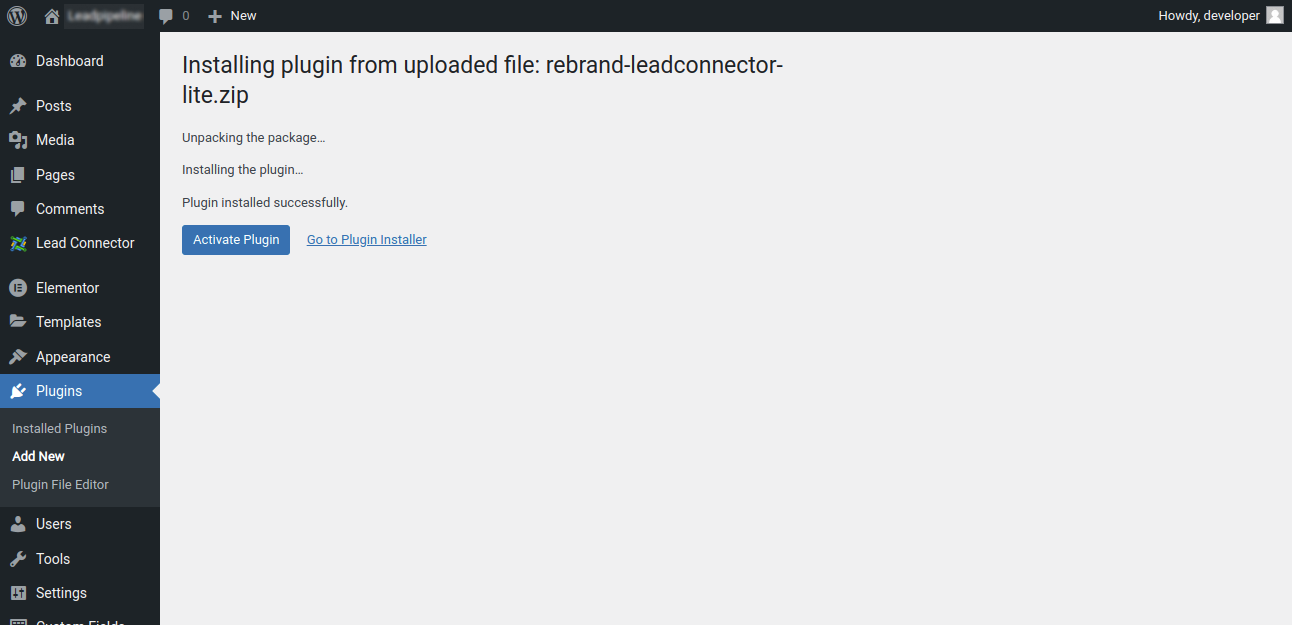 0
New
Howdy, developer
Dashboard
Posts
Media
Pages
Comments
Lead Connector
Elementor
Templates
Appearance
Plugins
Installed Plugins
Add New
Plugin File Editor
Users
Tools
Settings
Custom Fields
Installing plugin from uploaded file: rebrand-leadconnector-
lite.zip
Unpacking the package…
Installing the plugin…
Plugin installed successfully.
Activate Plugin
Go to Plugin Installer